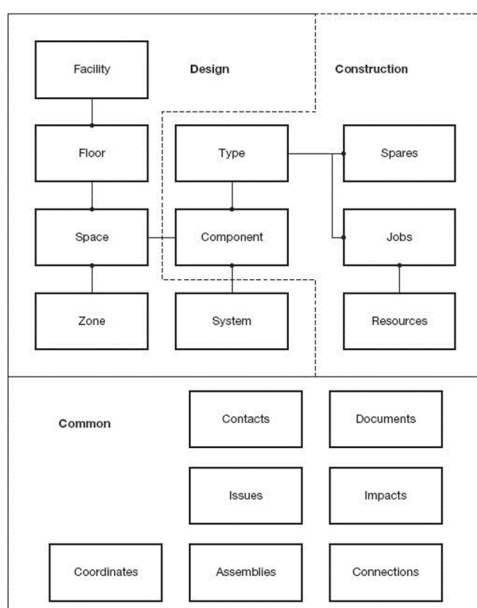 Facility
Design
Construction
Floor
Type
Spares
Space
Component
Jobs
Zone
System
Resources
Common
Contacts
Documents
Issues
Impacts
Coordinates
Assemblies
Connections